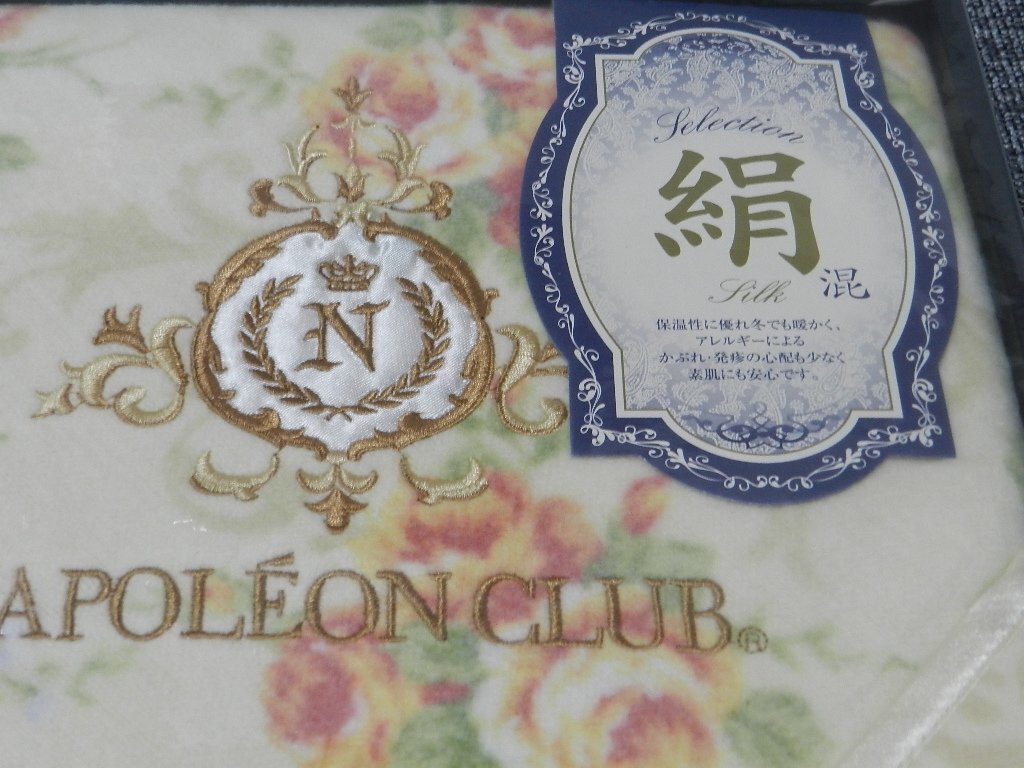 Selection
絹
混
Silk
保温性に優れ冬でも暖かく、
アレルギーによる
かぶれ・発疹の心配も少なく
素肌にも安心です。
N
APOLÉON CLUB®